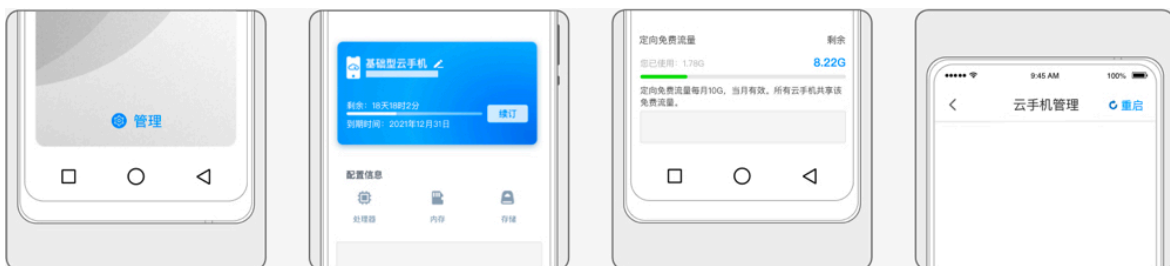 管理
基础型云手机
剩余：18天18时2分
续订
到期时间：2021年12月31日
配置信息
处理器
内存
存储
定向免费流量
剩余
您已使用：1.78G
8.22G
定向免费流量每月10G，当月有效。所有云手机共享该
免费流量。
9:45 AM
100%
云手机管理
重启